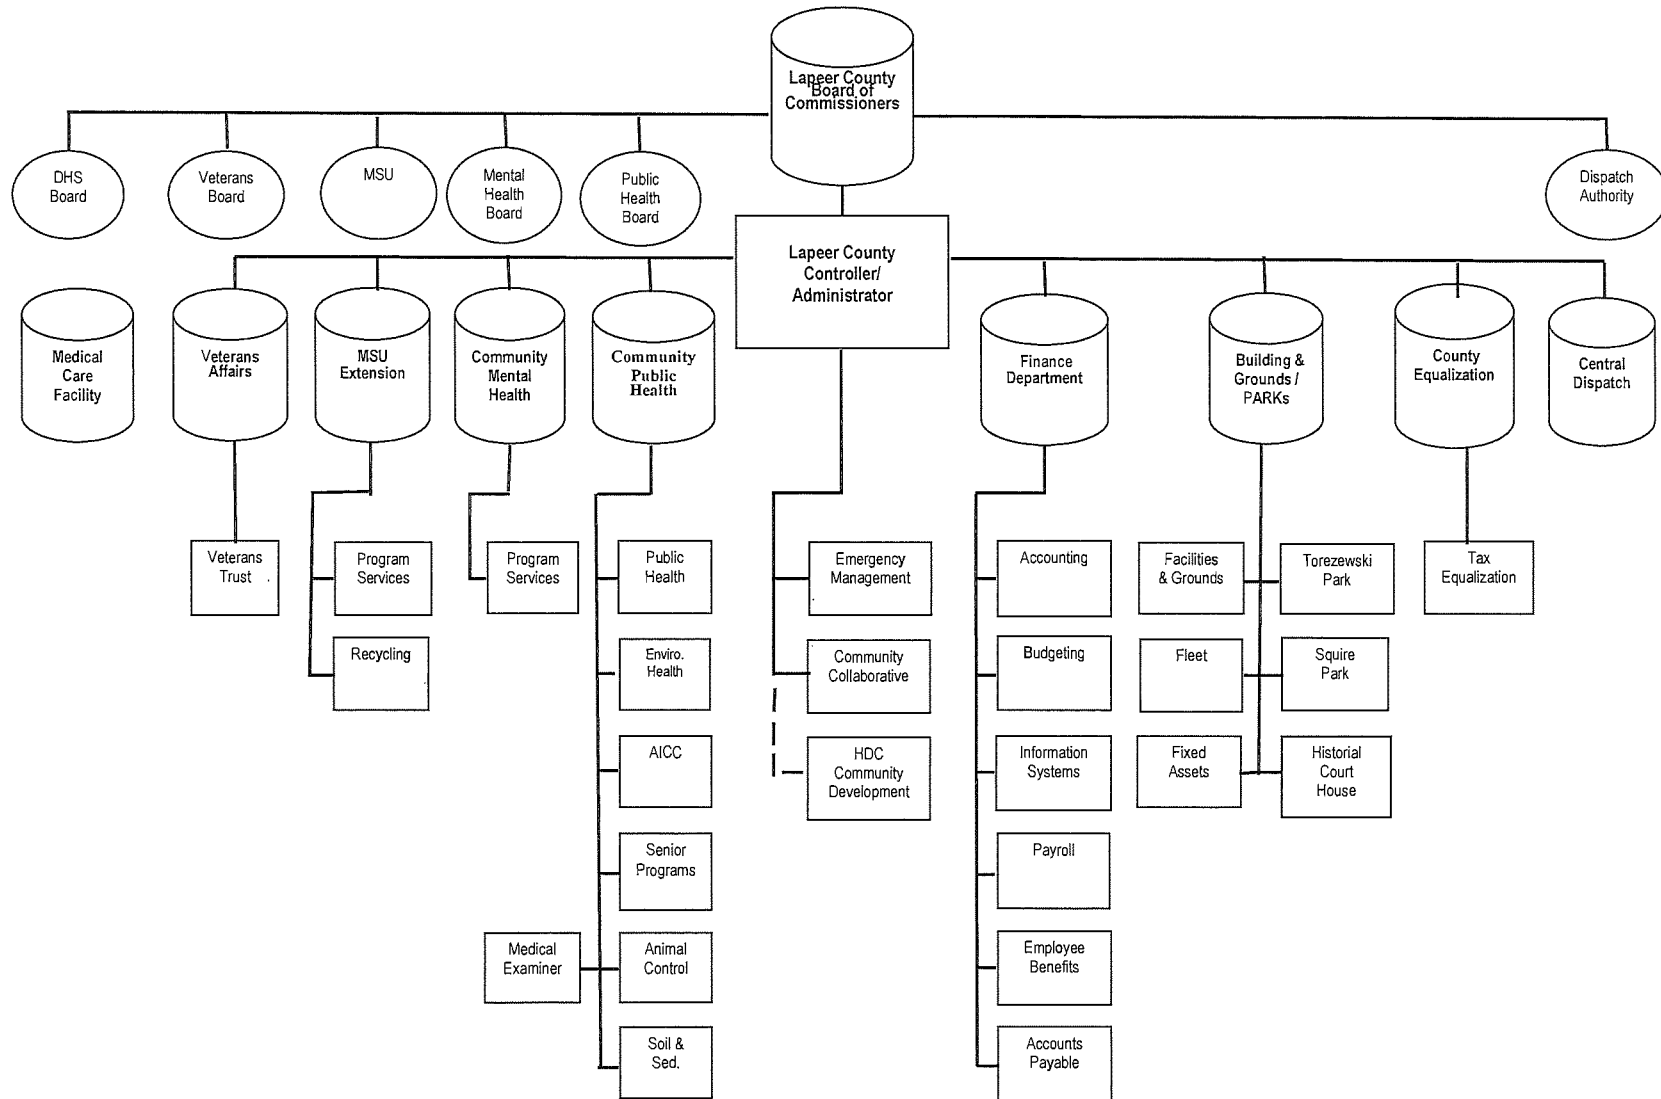 Lapeer County
Board of
Commissioners
DHS
Board
Veterans
Board
MSU
Mental
Health
Board
Public
Health
Board
Dispatch
Authority
Lapeer County
Controller/
Administrator
Medical
Care
Facility
Veterans
Affairs
MSU
Extension
Community
Mental
Health
Community
Public
Health
Finance
Department
Building &
Grounds /
PARKs
County
Equalization
Central
Dispatch
Veterans
Trust
Program
Services
Recycling
Program
Services
Public
Health
Enviro.
Health
AICC
Senior
Programs
Medical
Examiner
Animal
Control
Soil &
Sed.
Emergency
Management
Community
Collaborative
HDC
Community
Development
Accounting
Budgeting
Information
Systems
Payroll
Employee
Benefits
Accounts
Payable
Facilities
& Grounds
Torezewski
Park
Fleet
Squire
Park
Fixed
Assets
Historial
Court
House
Tax
Equalization